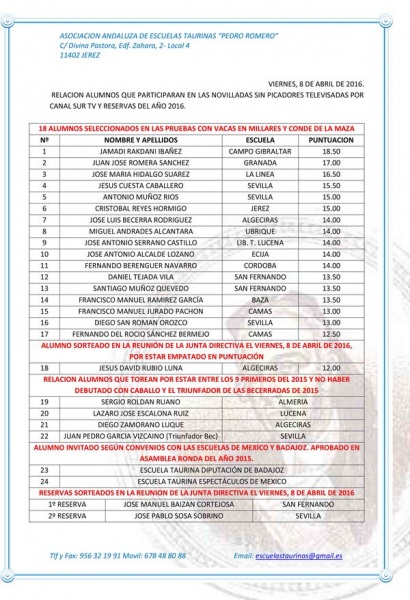 ASOCIACION ANDALUZA DE ESCUELAS TAURINAS "PEDRO ROMERO"
C/ Divina Pastora, Edf. Zahara, 2- Local 4
11402 JEREZ
VIERNES, 8 DE ABRIL DE 2016.
RELACION ALUMNOS QUE PARTICIPARAN EN LAS NOVILLADAS SIN PICADORES TELEVISADAS POR
CANAL SUR TV Y RESERVAS DEL AÑO 2016.
18 ALUMNOS SELECCIONADOS EN LAS PRUEBAS CON VACAS EN MILLARES Y CONDE DE LA MAZA
Nº NOMBRE Y APELLIDOS ESCUELA PUNTUACION
1 JAMADI RAKDANI IBAÑEZ CAMPO GIBRALTAR 18.50
2 JUAN JOSE ROMERA SANCHEZ GRANADA 17.00
3 JOSE MARIA HIDALGO SUAREZ LA LINEA 16.50
4 JESUS CUESTA CABALLERO SEVILLA 15.50
5 ANTONIO MUÑOZ RIOS SEVILLA 15.00
6 CRISTOBAL REYES HORMIGO JEREZ 15.00
7 JOSE LUIS BECERRA RODRIGUEZ ALGECIRAS 14.00
8 MIGUEL ANDRADES ALCANTARA UBRIQUE 14.00
9 JOSE ANTONIO SERRANO CASTILLO LIB. T. LUCENA 14.00
10 JOSE ANTONIO ALCALDE LOZANO ECIJA 14.00
11 FERNANDO BERENGUER NAVARRO CORDOBA 14.00
12 DANIEL TEJADA VILA SAN FERNANDO 13.50
13 SANTIAGO MUÑOZ QUEVEDO SAN FERNANDO 13.50
14 FRANCISCO MANUEL RAMIREZ GARCÍA BAZA 13.50
15 FRANCISCO MANUEL JURADO PACHON CAMAS 13.00
16 DIEGO SAN ROMAN OROZCO SEVILLA 13.00
17 FERNANDO DEL ROCIO SÁNCHEZ BERMEJO CAMAS 12.50
ALUMNO SORTEADO EN LA REUNIÓN DE LA JUNTA DIRECTIVA EL VIERNES, 8 DE ABRIL DE 2016,
POR ESTAR EMPATADO EN PUNTUACIÓN
18 JESUS DAVID RUBIO LUNA ALGECIRAS 12.00
RELACION ALUMNOS QUE TOREAN POR ESTAR ENTRE LOS 9 PRIMEROS DEL 2015 Y NO HABER
DEBUTADO CON CABALLO Y EL TRIUNFADOR DE LAS BECERRADAS DE 2015
19 SERGIO ROLDAN RUANO ALMERIA
20 LAZARO JOSE ESCALONA RUIZ LUCENA
21 DIEGO ZAMORANO LUQUE ALGECIRAS
22 JUAN PEDRO GARCIA VIZCAINO (Triunfador Bec) SEVILLA
ALUMNO INVITADO SEGÚN CONVENIOS CON LAS ESCUELAS DE MEXICO Y BADAJOZ. APROBADO EN
ASAMBLEA RONDA DEL AÑO 2015.
23 ESCUELA TAURINA DIPUTACIÓN DE BADAJOZ
24 ESCUELA TAURINA ESPECTÁCULOS DE MEXICO
RESERVAS SORTEADOS EN LA REUNION DE LA JUNTA DIRECTIVA EL VIERNES, 8 DE ABRIL DE 2016
1º RESERVA JOSE MANUEL BAIZAN CORTEJOSA SAN FERNANDO
2º RESERVA JOSE PABLO SOSA SOBRINO SEVILLA
Tlf y Fax: 956 32 19 91 Movil: 678 48 80 88 Email: escuelastaurinas@gmail.es